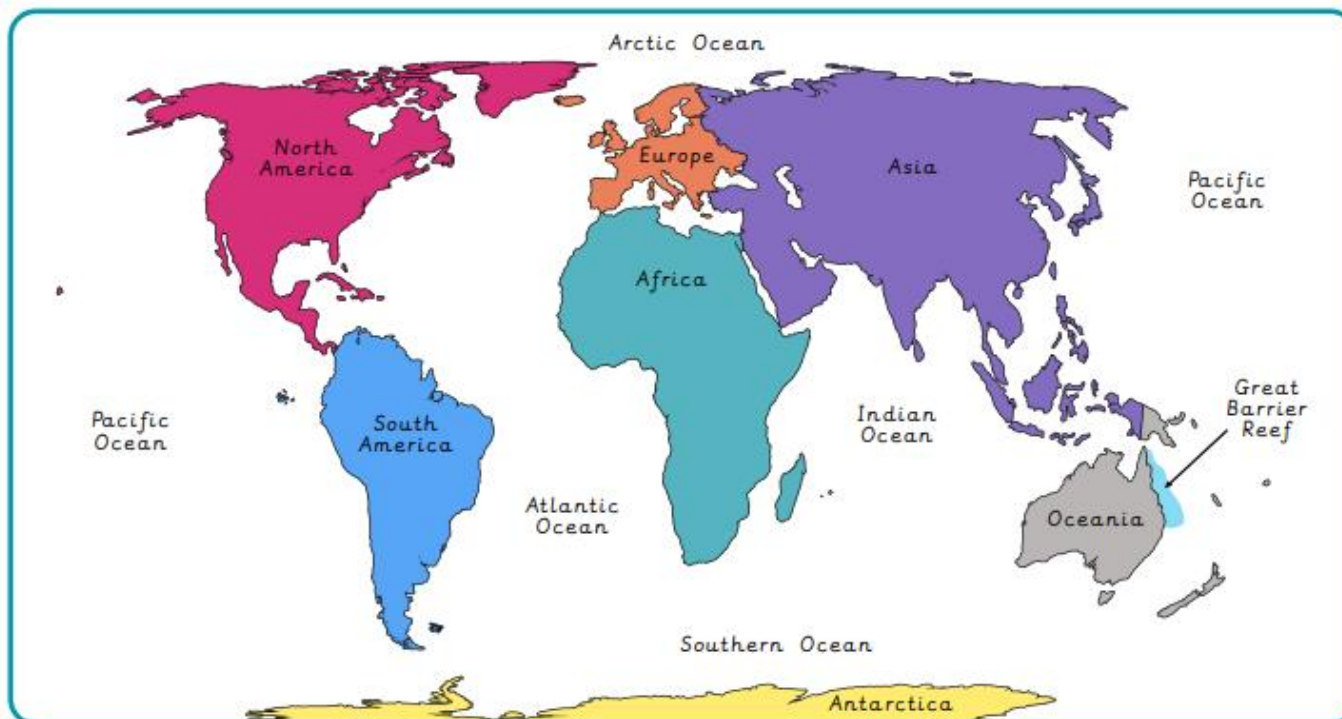 Arctic Ocean
North
America
Europe
Asia
Pacific
Ocean
Africa
Pacific
Ocean
South
America
Indian
Ocean
Great
Barrier
Reef
Atlantic
Ocean
Oceania
Southern Ocean
Antarctica